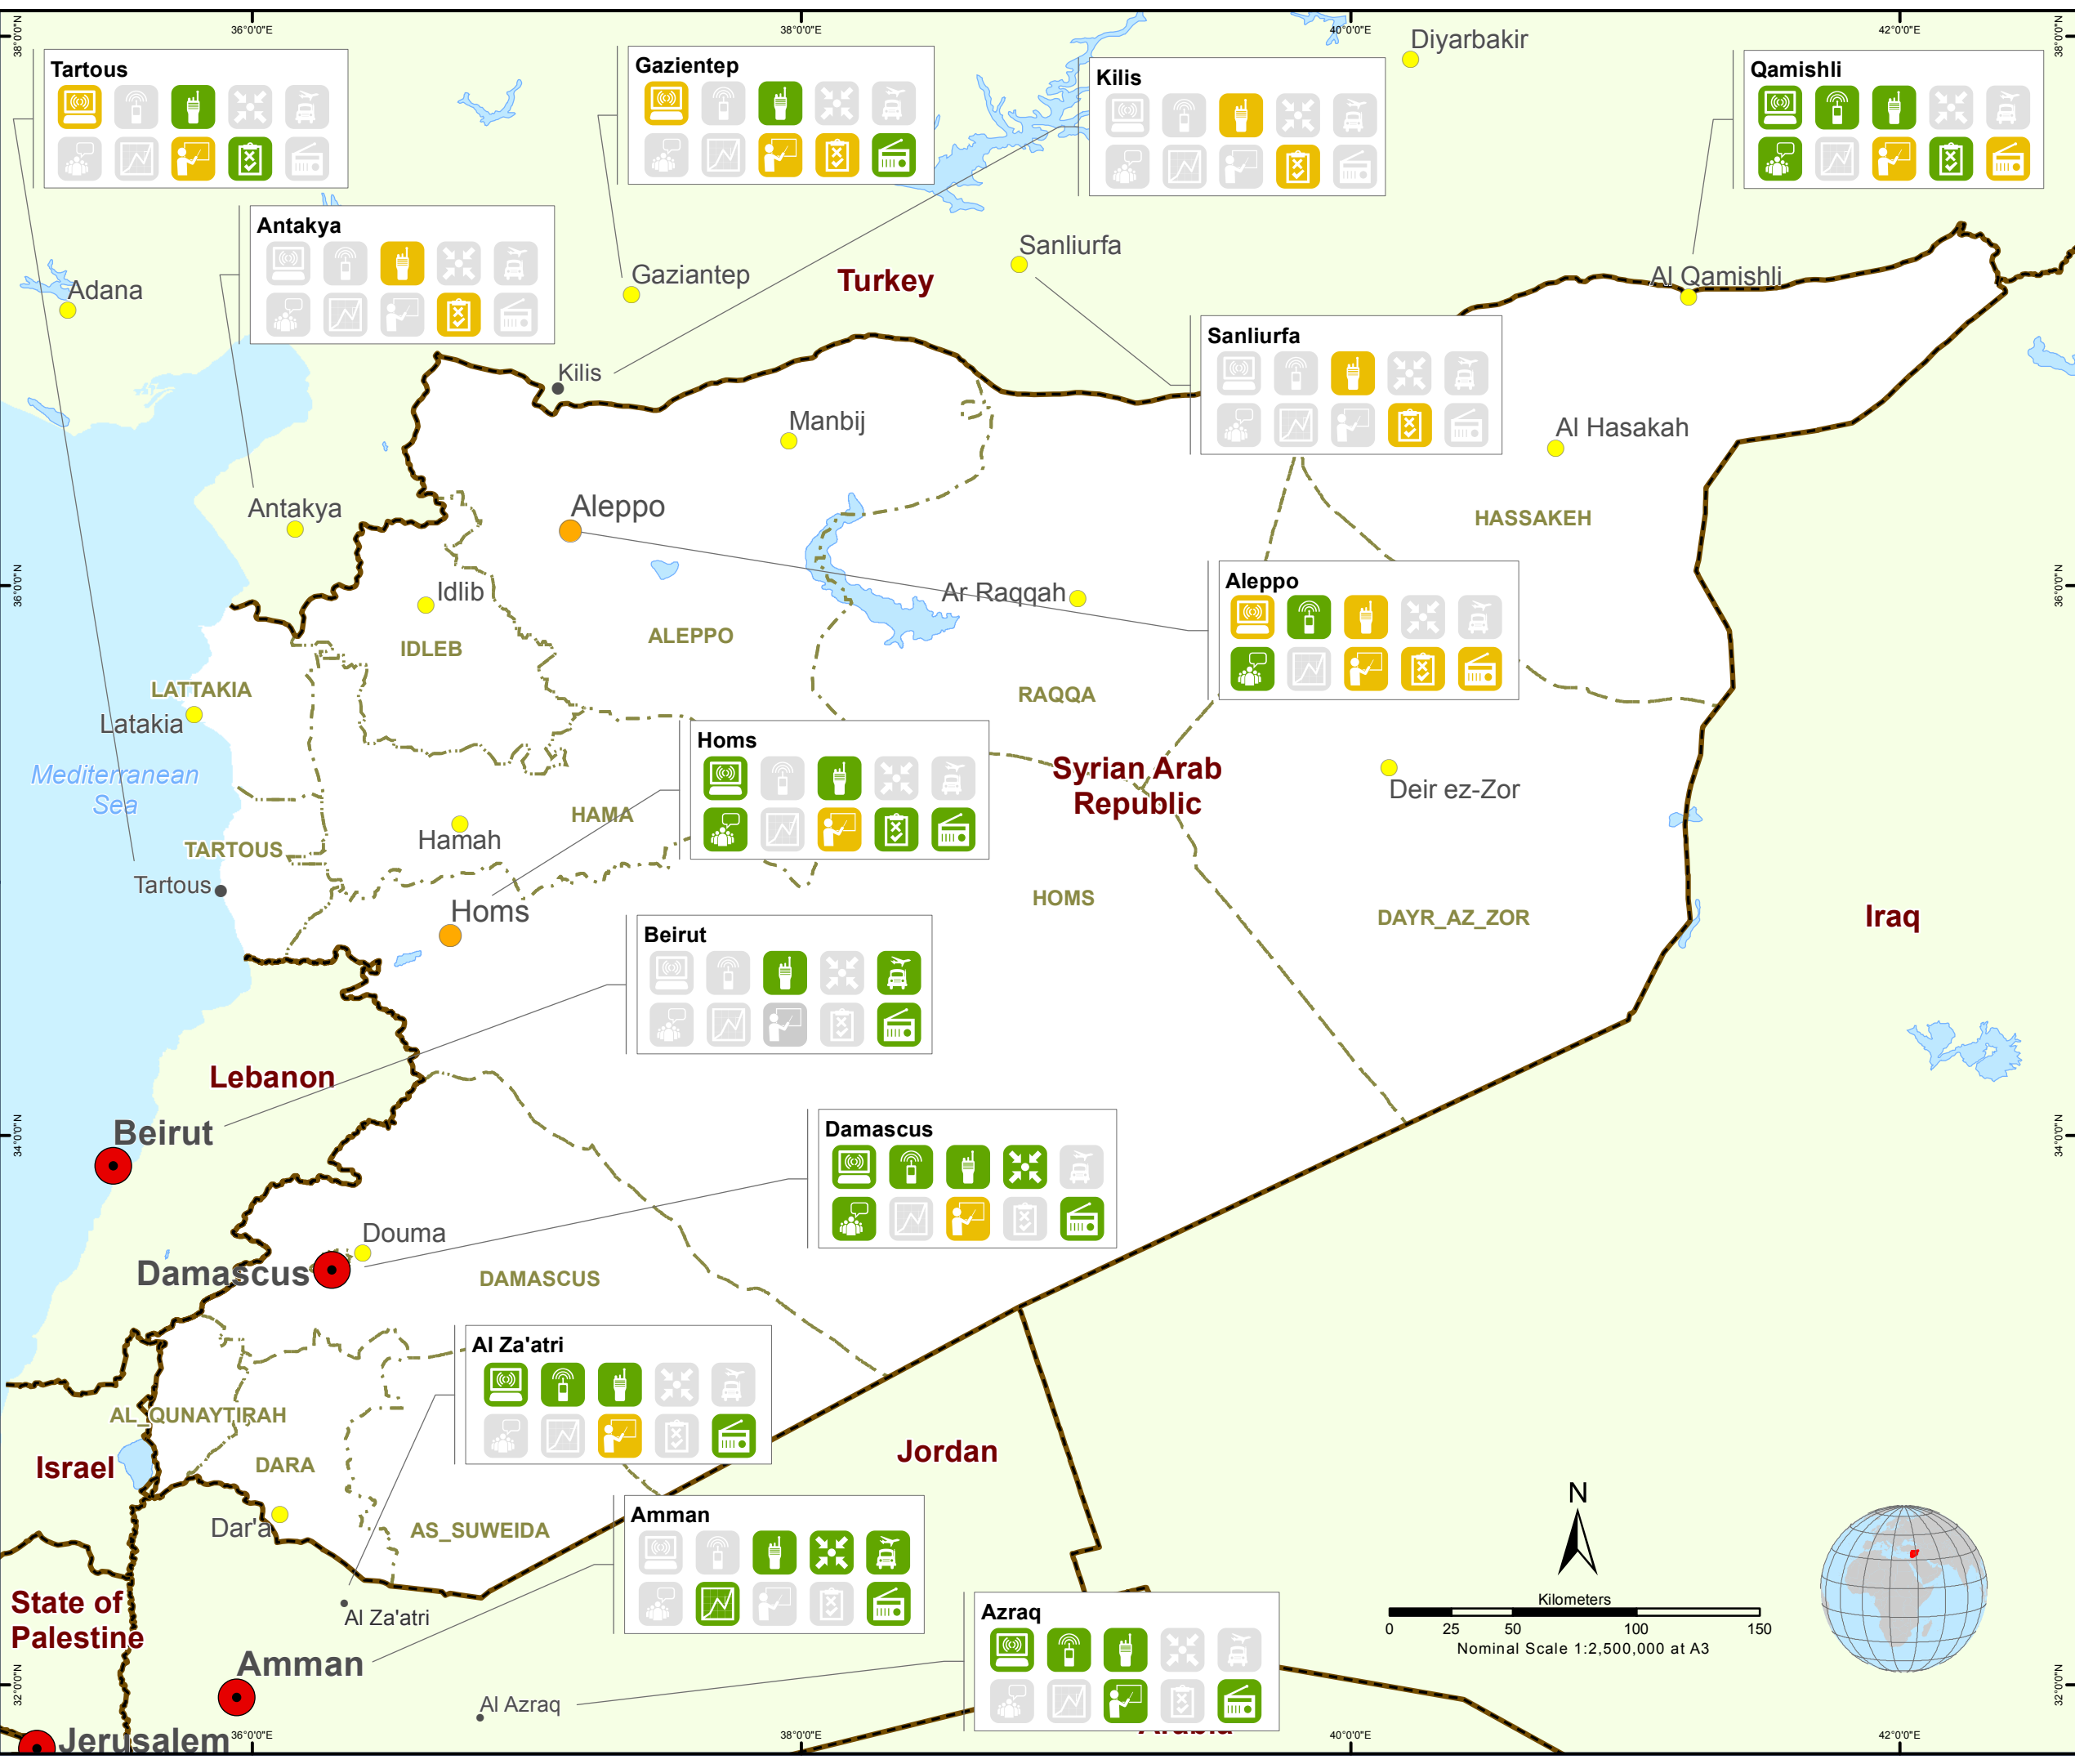 36°0'0"E
38°0'0"E
40°0'0"E
42°0'0"E
38°0'0"N
38°0'0"N
Tartous
Gazientep
Kilis
Diyarbakir
Qamishli
Antakya
Adana
Gaziantep
Turkey
Sanliurfa
Al Qamishli
Sanliurfa
Kilis
Manbij
Al Hasakah
Antakya
Aleppo
HASSAKEH
36°0'0"N
36°0'0"N
Idlib
Ar Raqqah
Aleppo
IDLEB
ALEPPO
LATTAKIA
RAQQA
Latakia
Homs
Mediterranean
Sea
Syrian Arab
Republic
Deir ez-Zor
HAMA
Hamah
TARTOUS
Tartous
Homs
HOMS
DAYR_AZ_ZOR
Iraq
Beirut
Lebanon
Beirut
34°0'0"N
34°0'0"N
Damascus
Douma
Damascus
DAMASCUS
Al Za'atri
AL_QUNAYTIRAH
Israel
DARA
Jordan
Dar'a
AS_SUWEIDA
Amman
N
State of
Palestine
Al Za'atri
Azraq
Kilometers
0 25 50 100 150
Nominal Scale 1:2,500,000 at A3
Amman
Al Azraq
32°0'0"N
32°0'0"N
Jerusalem
Arabia
36°0'0"E
38°0'0"E
40°0'0"E
42°0'0"E